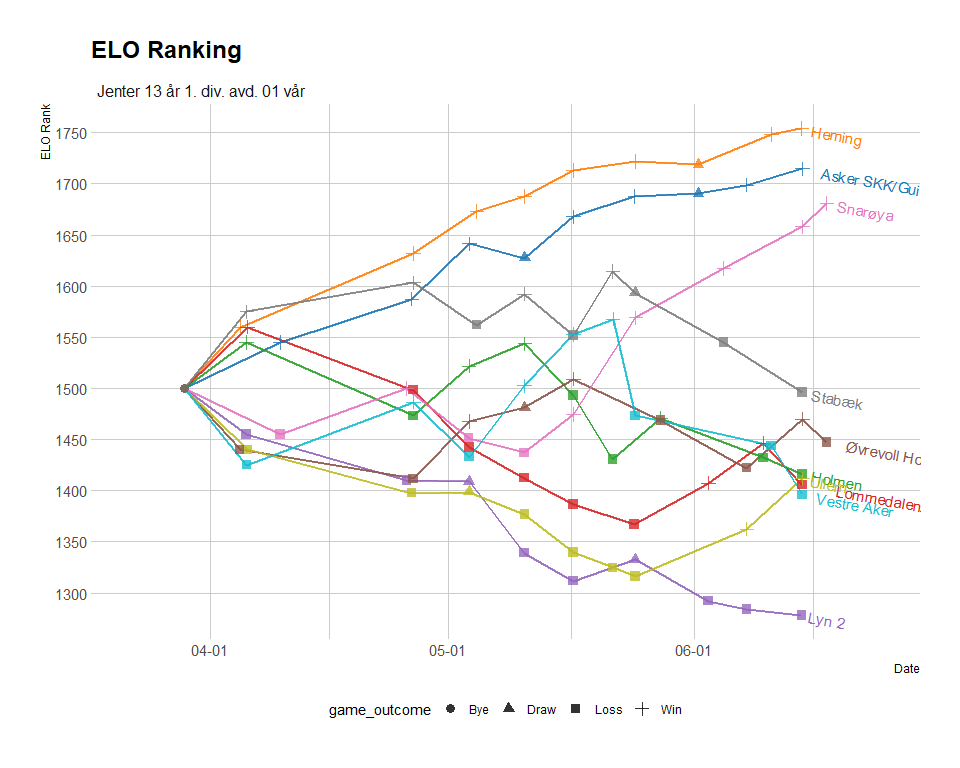 ELO Ranking
Jenter 13 år 1. div. avd. 01 vår
ELO Rank
1750
1700
1650
1600
1550
1500
1450
1400
1350
1300
Heming
Asker SKK/Gui
Snarøya
Stabæk
Øvrevoll Ho
Holmen
Ullern
Lommedalen
Vestre Aker
Lyn 2
04-01
05-01
06-01
Date
game_outcome
Bye
Draw
Loss
Win